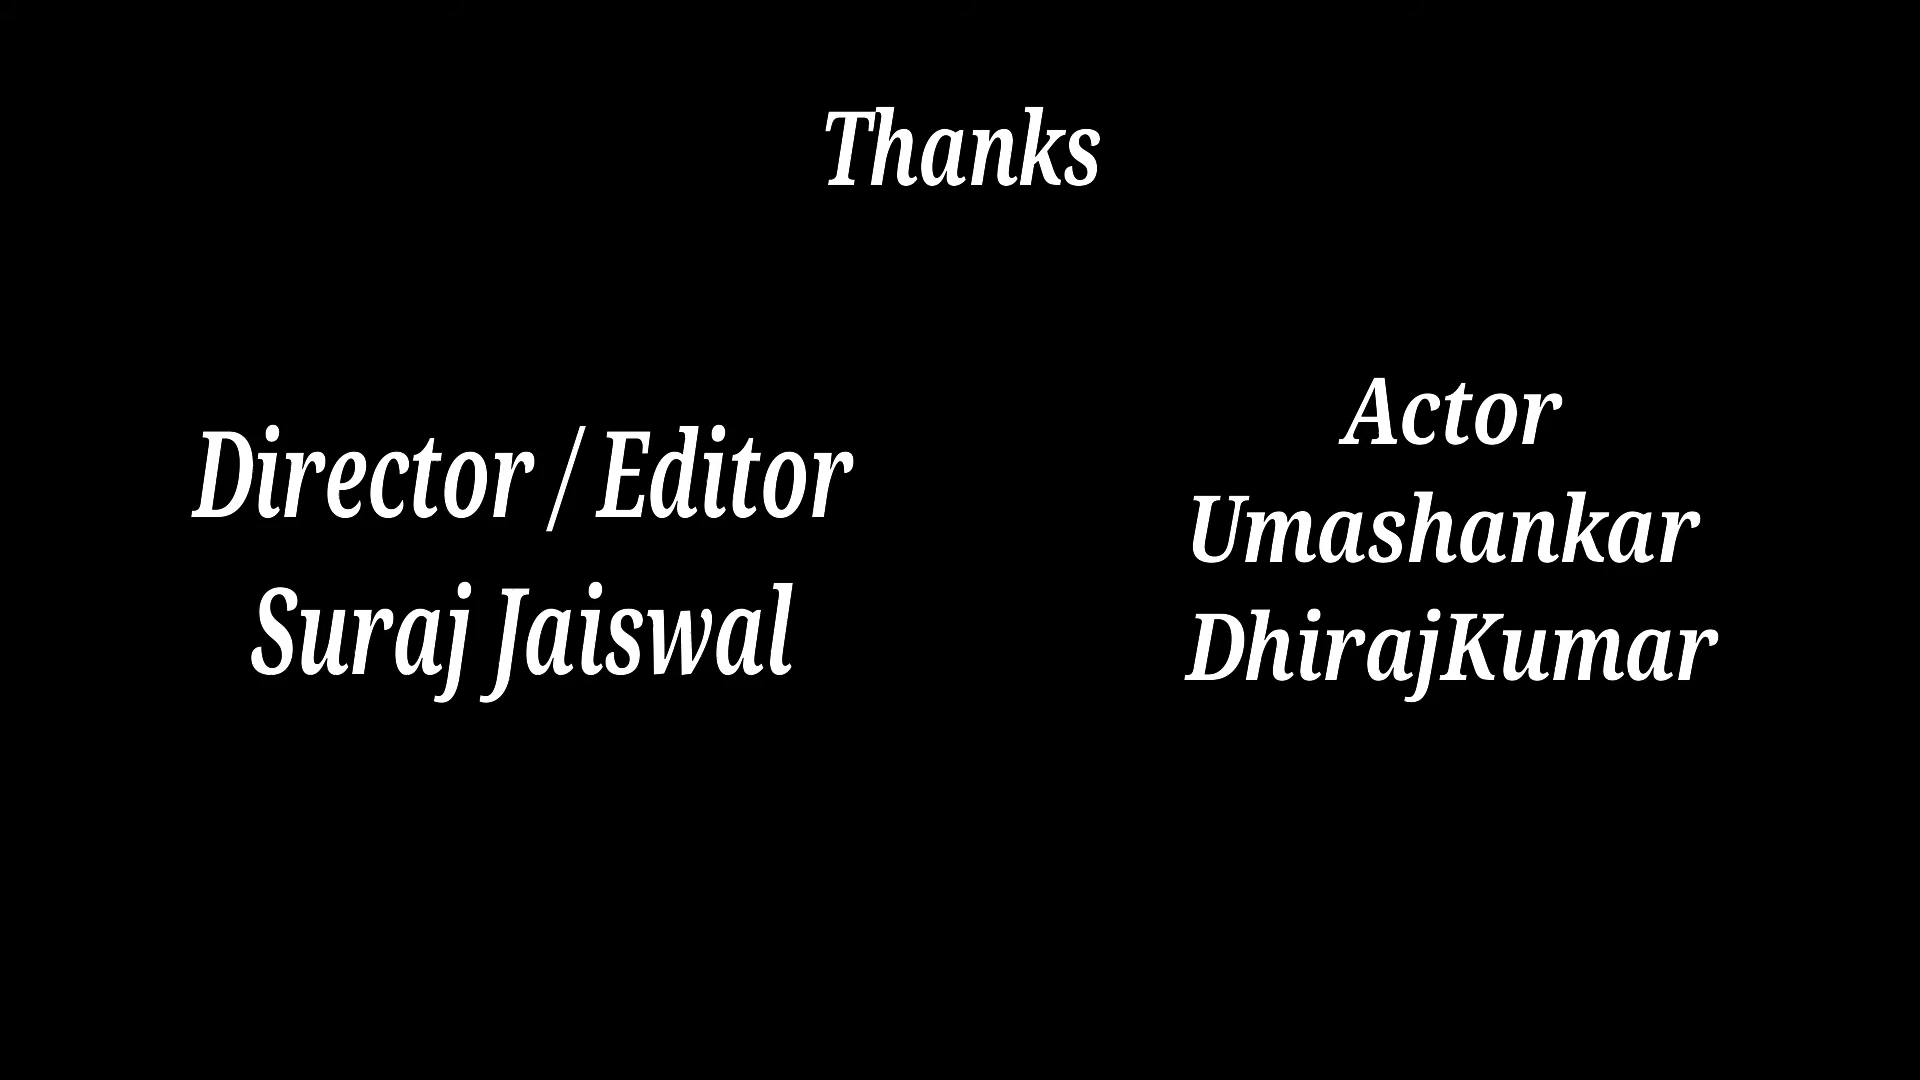 Thanks
Director / Editor
Suraj Jaiswal
Actor
Umashankar
DhirajKumar